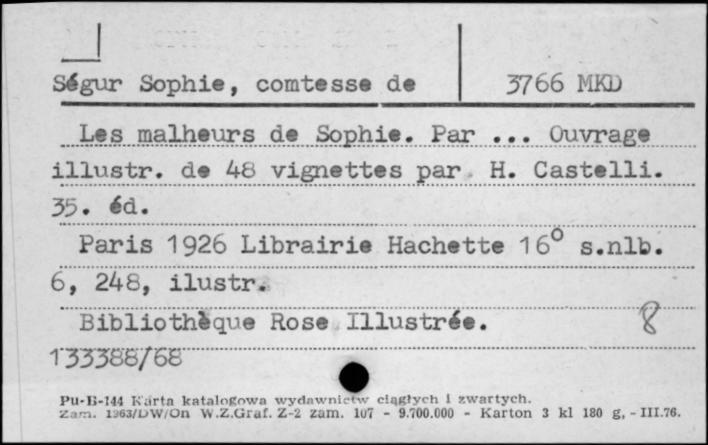 Ségur Sophie, comtesse de 3766 MKD
Les malheurs de Sophie. Par ... Ouvrage
illustr. de 48 vignettes par H. Castelli.
35. éd.
Paris 1926 Librairie Hachette 16° s.nlb.
6, 248, ilustr.
Bibliothèque Rose Illustrée. 8
133388/68
Pu-B-144 Karta katalogowa wydawnictw ciągłych i zwartych.
Zam. 1363/DW/On W.Z.Graf. Z-2 zam. 107 - 9.700.000 - Karton 3 kl 180 g, - III.76.